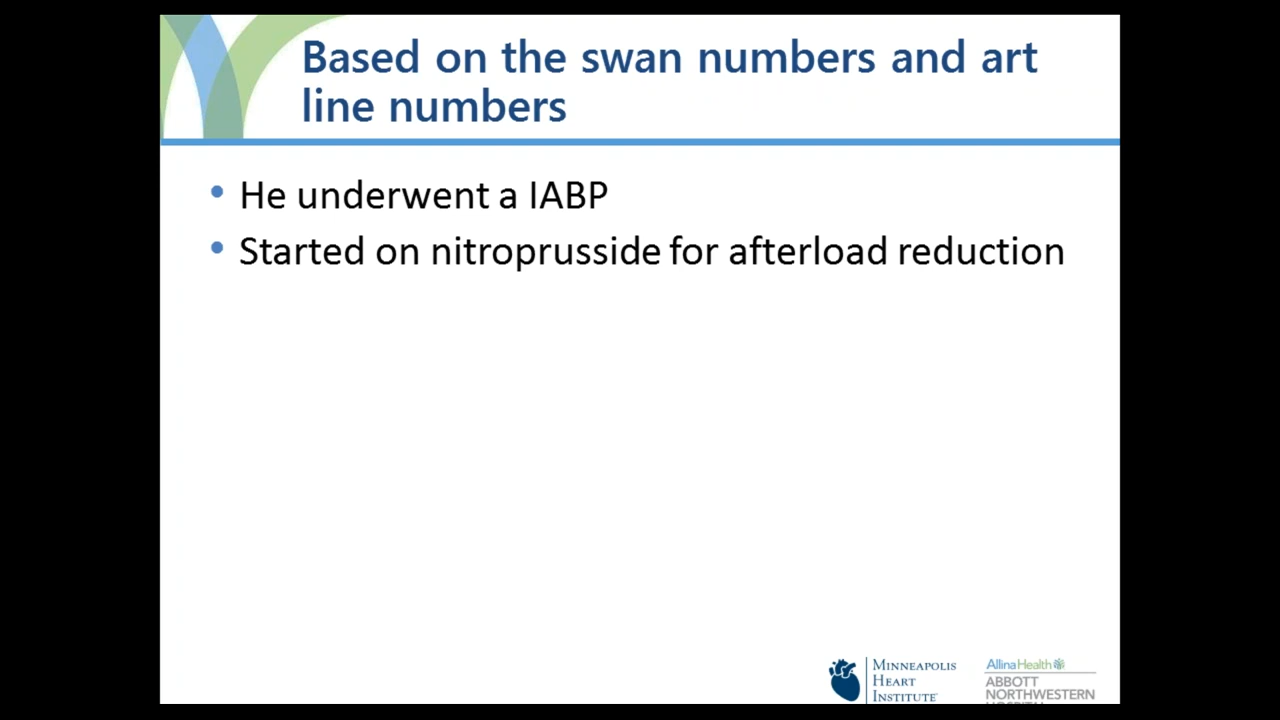 Based on the swan numbers and art
line numbers
• He underwent a IABP
• Started on nitroprusside for afterload reduction
MINNEAPOLIS
HEART
INSTITUTE
Allina Health
ABBOTT
NORTHWESTERN
HOSPITAL